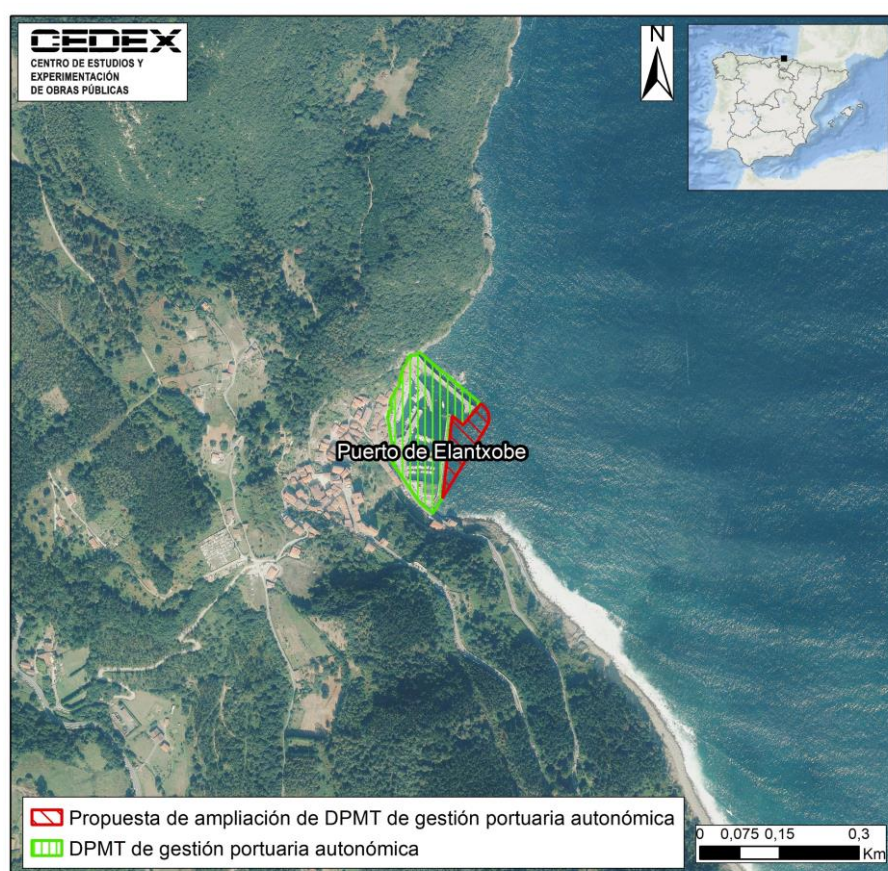 CEDEX
CENTRO DE ESTUDIOS Y
EXPERIMENTACIÓN
DE OBRAS PÚBLICAS
N
Puerto de Elantxobe
Propuesta de ampliación de DPMT de gestión portuaria autonómica
DPMT de gestión portuaria autonómica
0 0,075 0,15 0,3
Km